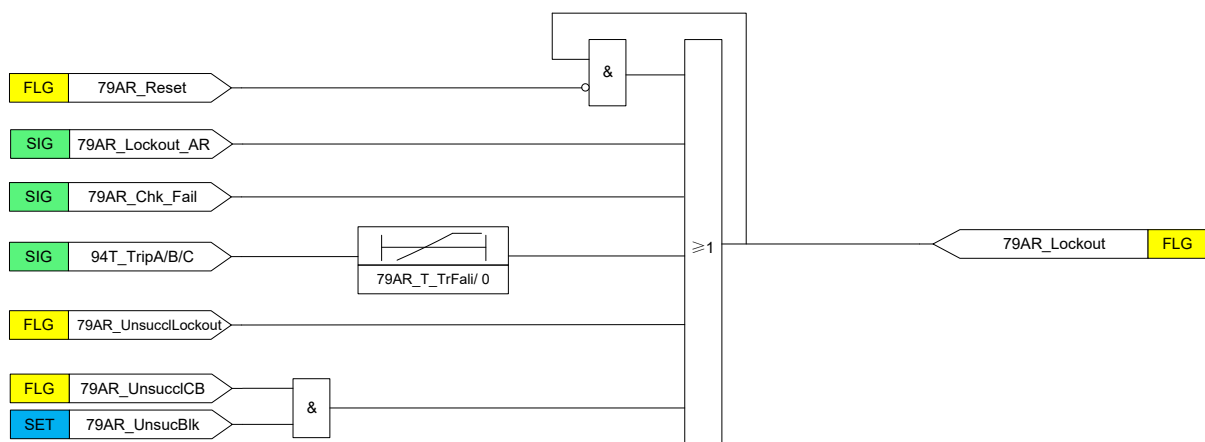 &
FLG 79AR_Reset
SIG 79AR_Lockout_AR
SIG 79AR_Chk_Fail
SIG 94T_TripA/B/C
79AR_T_TrFali/ 0
≥1
79AR_Lockout FLG
FLG 79AR_UnsucclLockout
FLG 79AR_UnsucclCB
&
SET 79AR_UnsucBlk